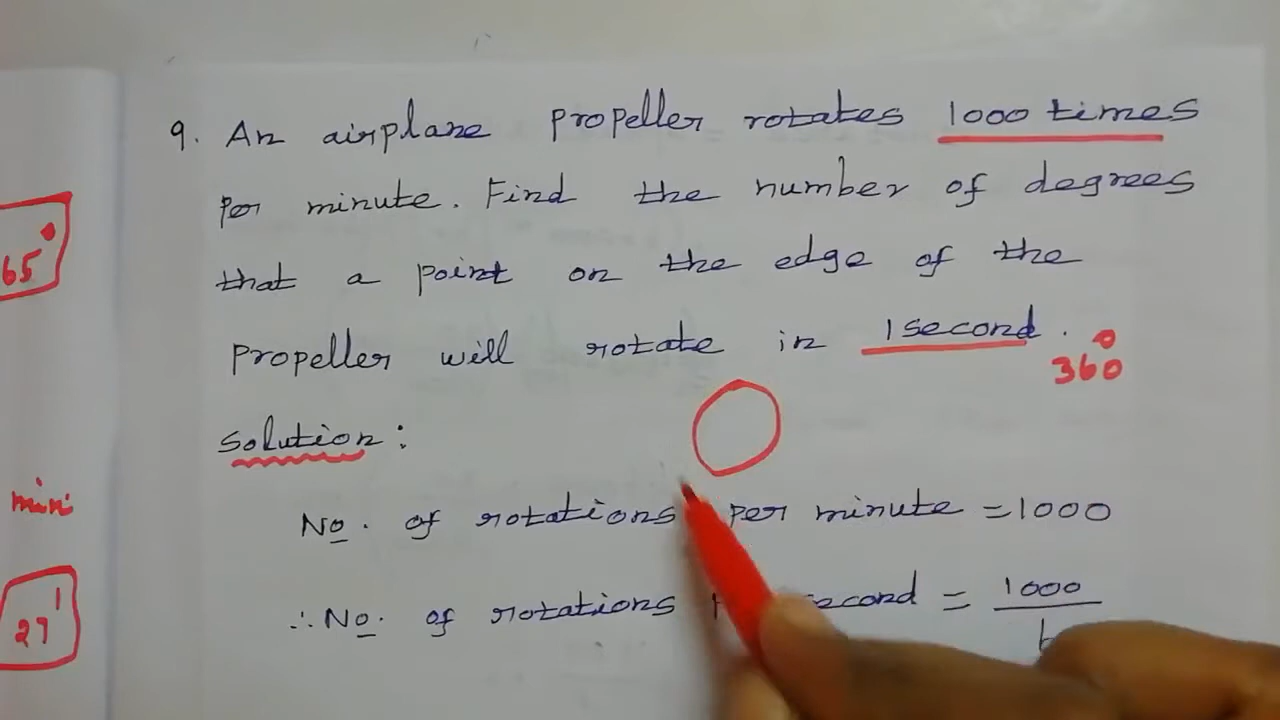 9. An airplane propeller rotates 1000 times
per minute. Find the number of degrees
that a point on the edge of the
propeller will rotate in 1 second.
360°
Solution:
No. of rotations per minute = 1000
∴ No. of rotations second = 1000
65°
min
27'